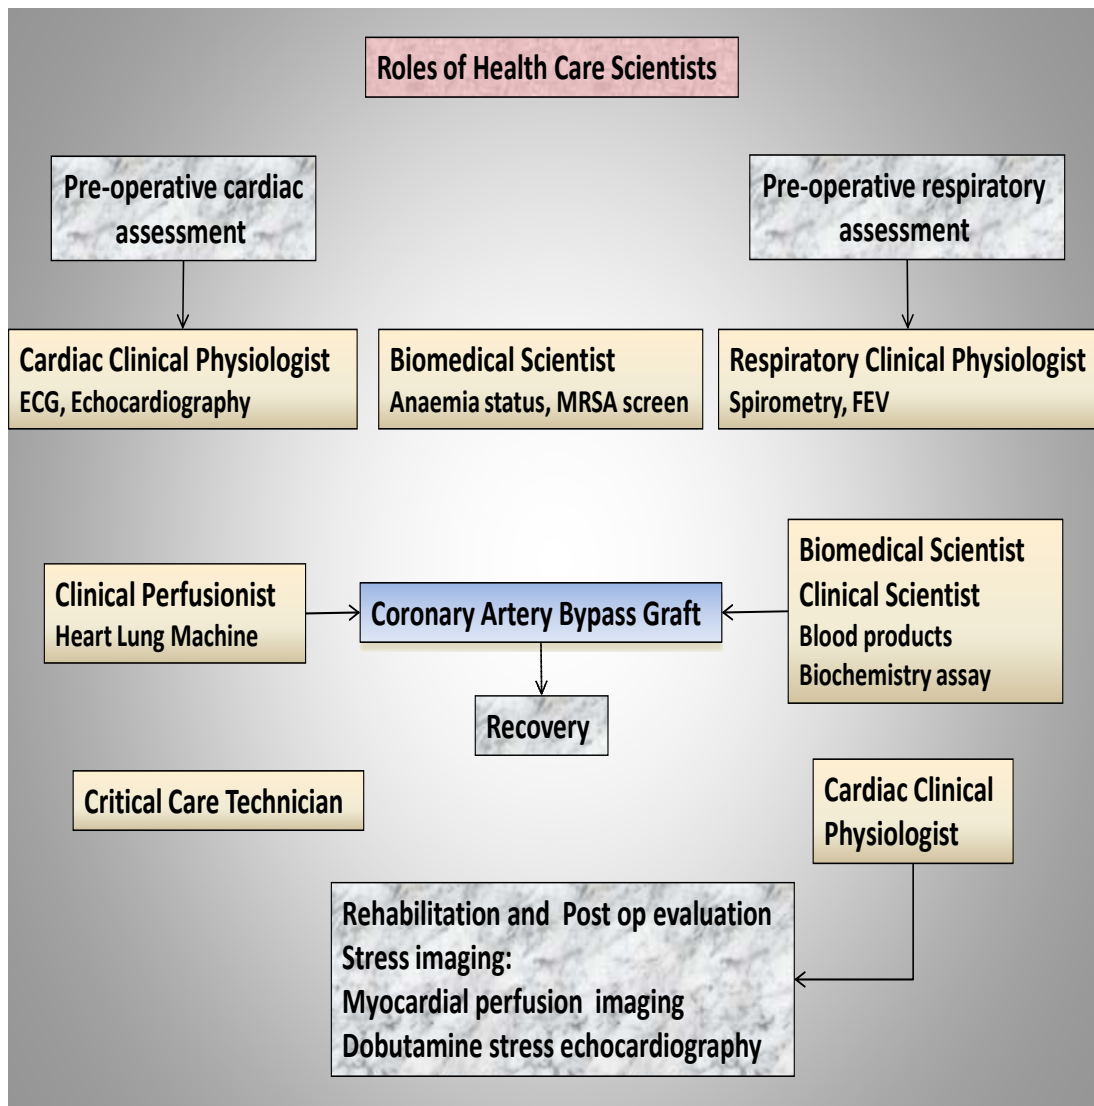 Roles of Health Care Scientists
Pre-operative cardiac
assessment
Pre-operative respiratory
assessment
Cardiac Clinical Physiologist
ECG, Echocardiography
Biomedical Scientist
Anaemia status, MRSA screen
Respiratory Clinical Physiologist
Spirometry, FEV
Clinical Perfusionist
Heart Lung Machine
Coronary Artery Bypass Graft
Biomedical Scientist
Clinical Scientist
Blood products
Biochemistry assay
Recovery
Critical Care Technician
Cardiac Clinical
Physiologist
Rehabilitation and Post op evaluation
Stress imaging:
Myocardial perfusion imaging
Dobutamine stress echocardiography